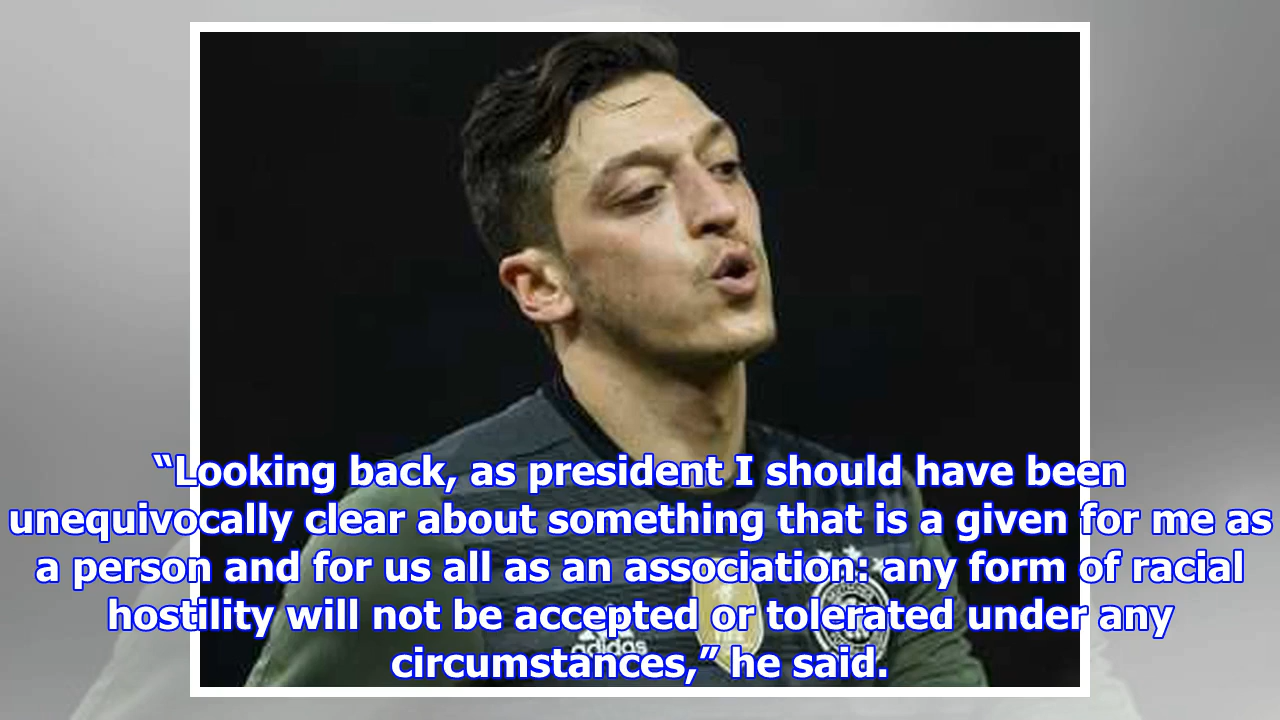 “Looking back, as president I should have been
unequivocally clear about something that is a given for me as
a person and for us all as an association: any form of racial
hostility will not be accepted or tolerated under any
circumstances,” he said.
adidas